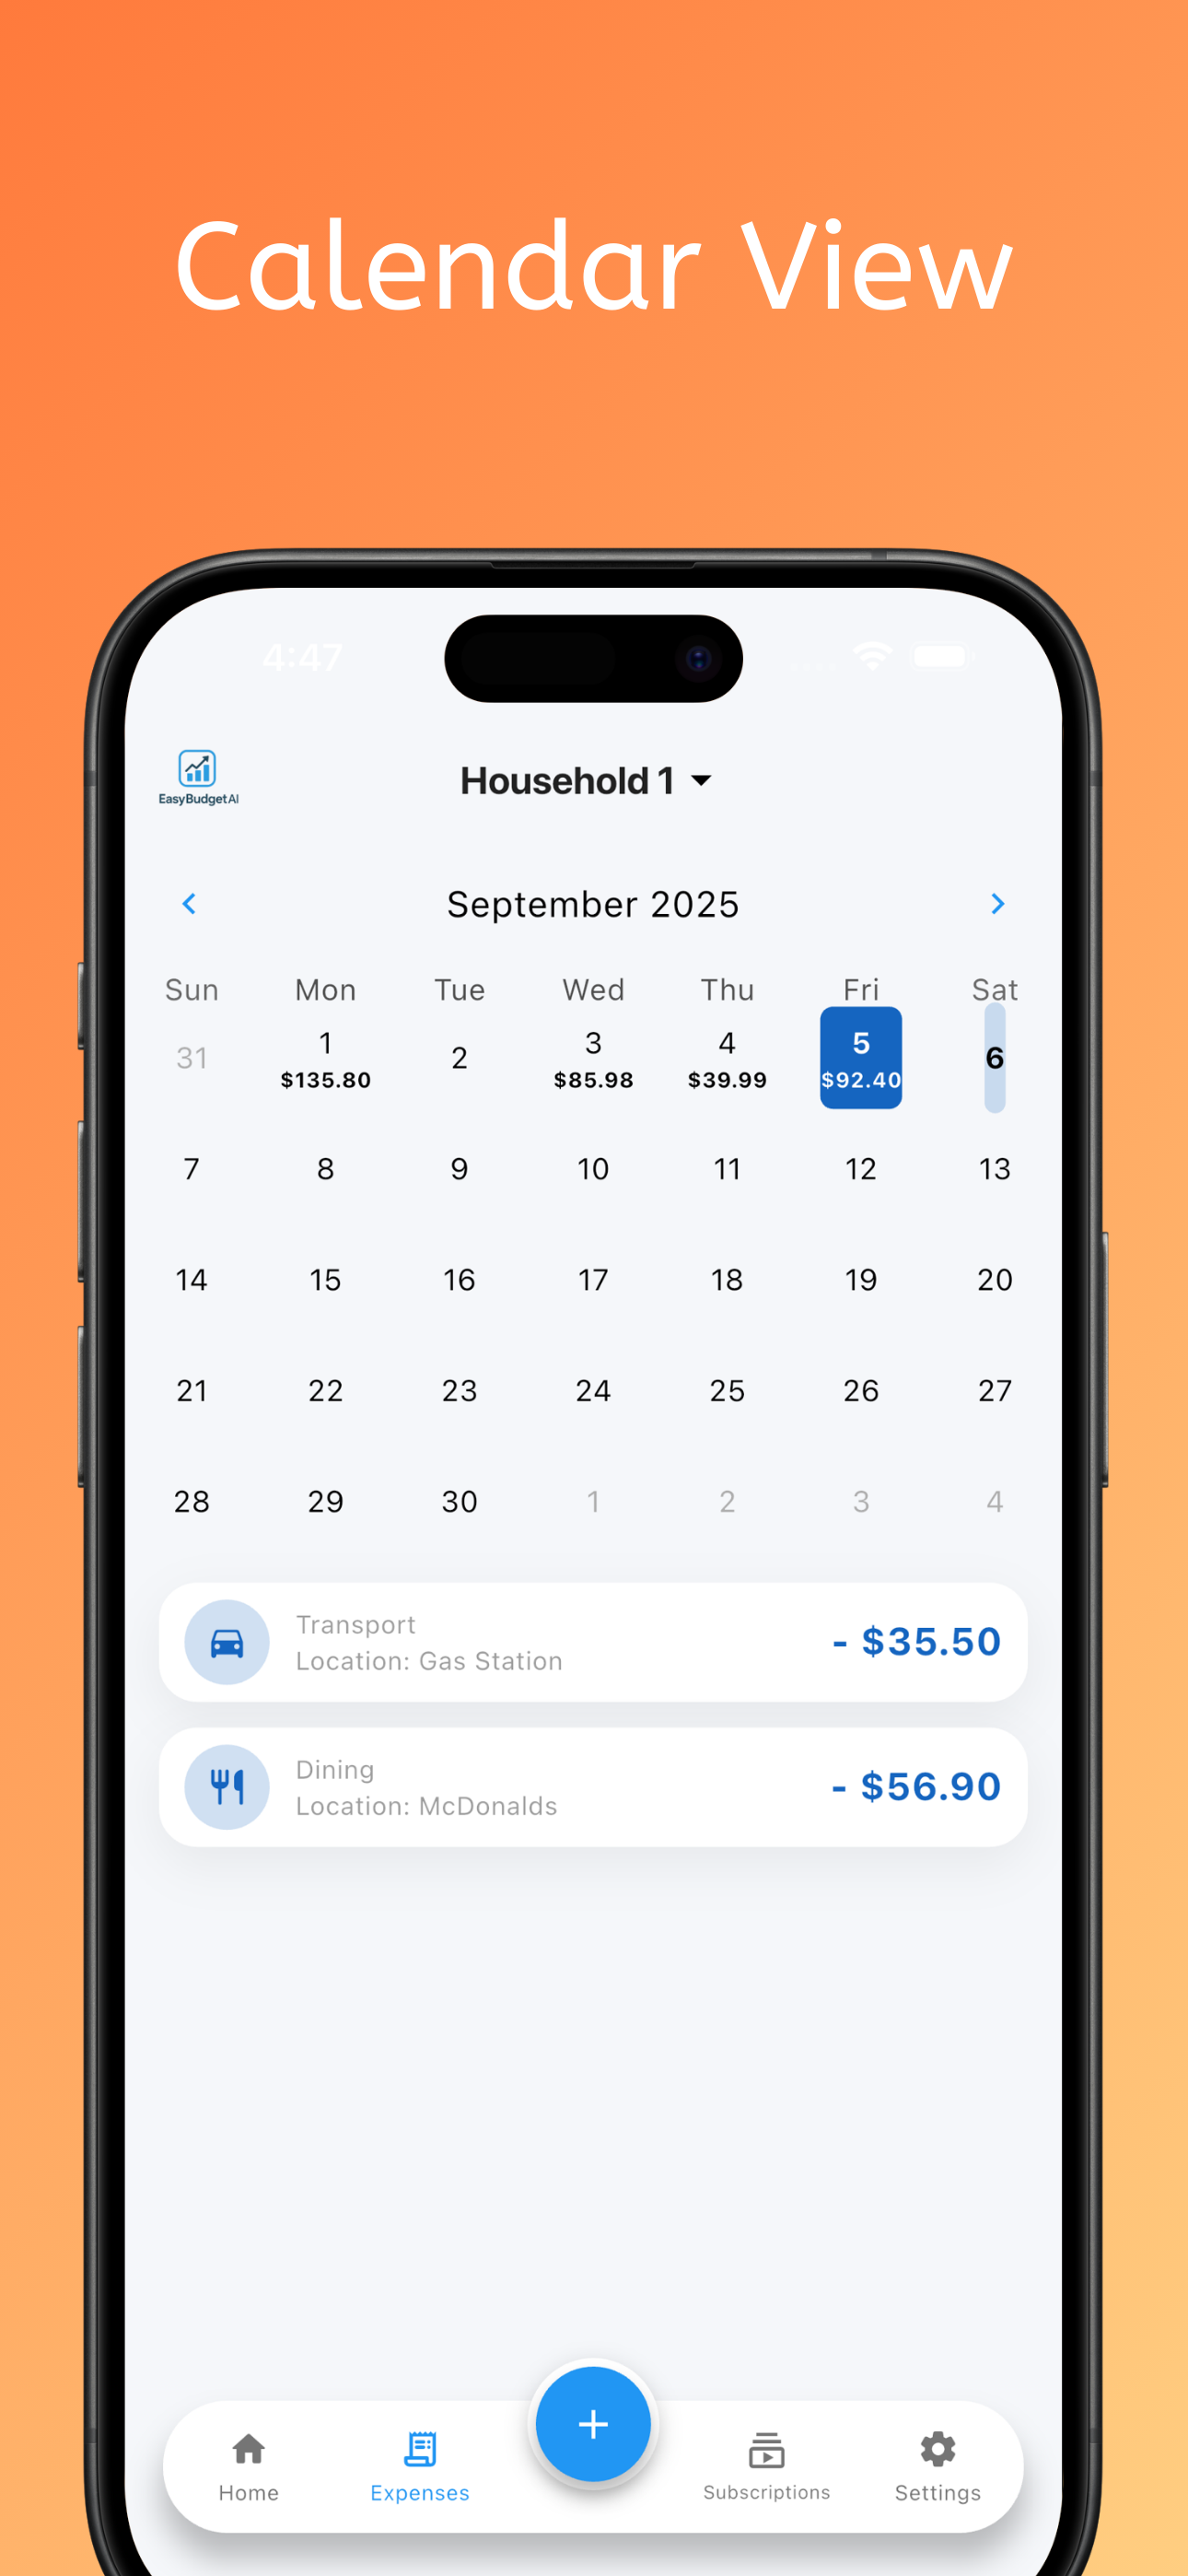 Calendar View
4:47
EasyBudgetAI
Household 1
September 2025
Sun Mon Tue Wed Thu Fri Sat
31 1 2 3 4 5 6
$135.80 $85.98 $39.99 $92.40
7 8 9 10 11 12 13
14 15 16 17 18 19 20
21 22 23 24 25 26 27
28 29 30 1 2 3 4
Transport
Location: Gas Station
- $35.50
Dining
Location: McDonalds
- $56.90
Home Expenses + Subscriptions Settings